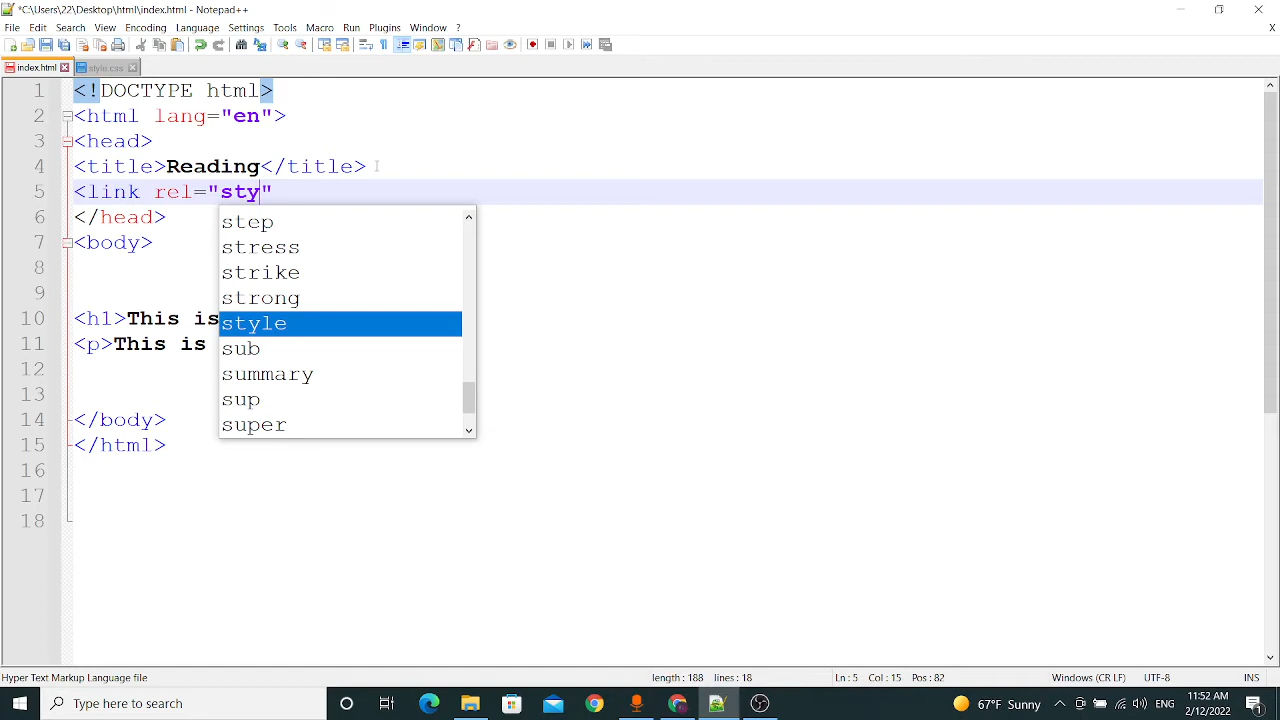 *C:\Users\22\Desktop\html\index.html - Notepad++
File Edit Search View Encoding Language Settings Tools Macro Run Plugins Window ?
X
index.html style.css
1 <!DOCTYPE html>
2 <html lang="en">
3 <head>
4 <title>Reading</title>
5 <link rel="sty"
6 </head>
7 <body>
8
9
10 <h1>This is
11 <p>This is
12
13
14 </body>
15 </html>
16
17
18
step
stress
strike
strong
style
sub
summary
sup
super
Hyper Text Markup Language file length : 188 lines : 18 Ln : 5 Col : 15 Pos : 82 Windows (CR LF) UTF-8 INS
Type here to search
67°F Sunny
ENG
11:52 AM
2/12/2022